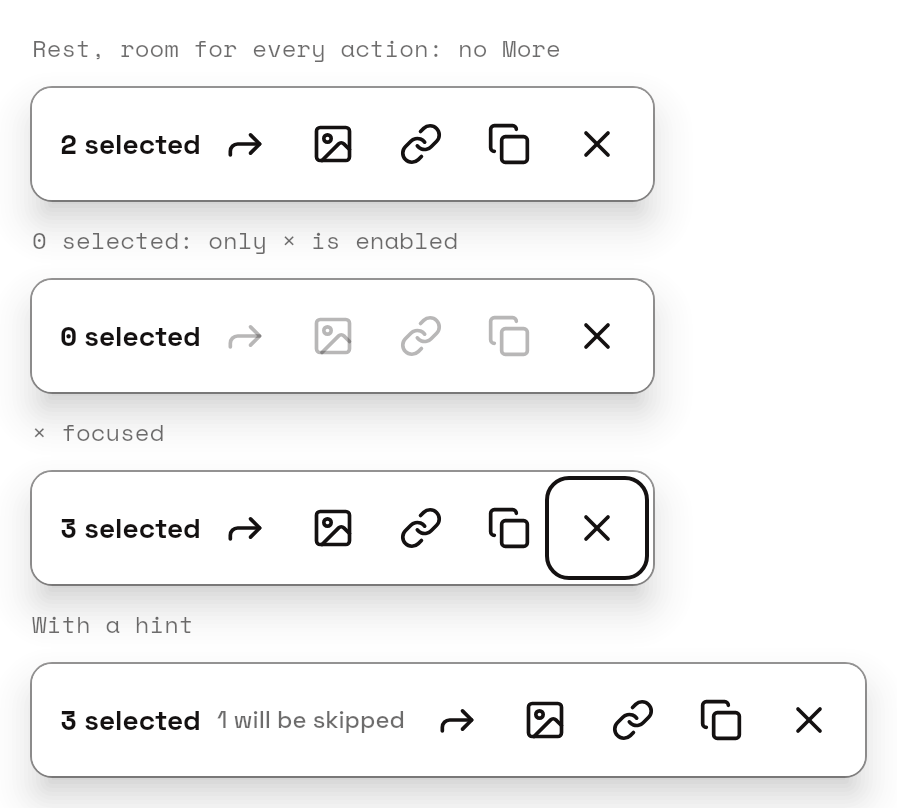 Rest, room for every action: no More
2 selected
0 selected: only × is enabled
0 selected
× focused
3 selected
With a hint
3 selected 1 will be skipped